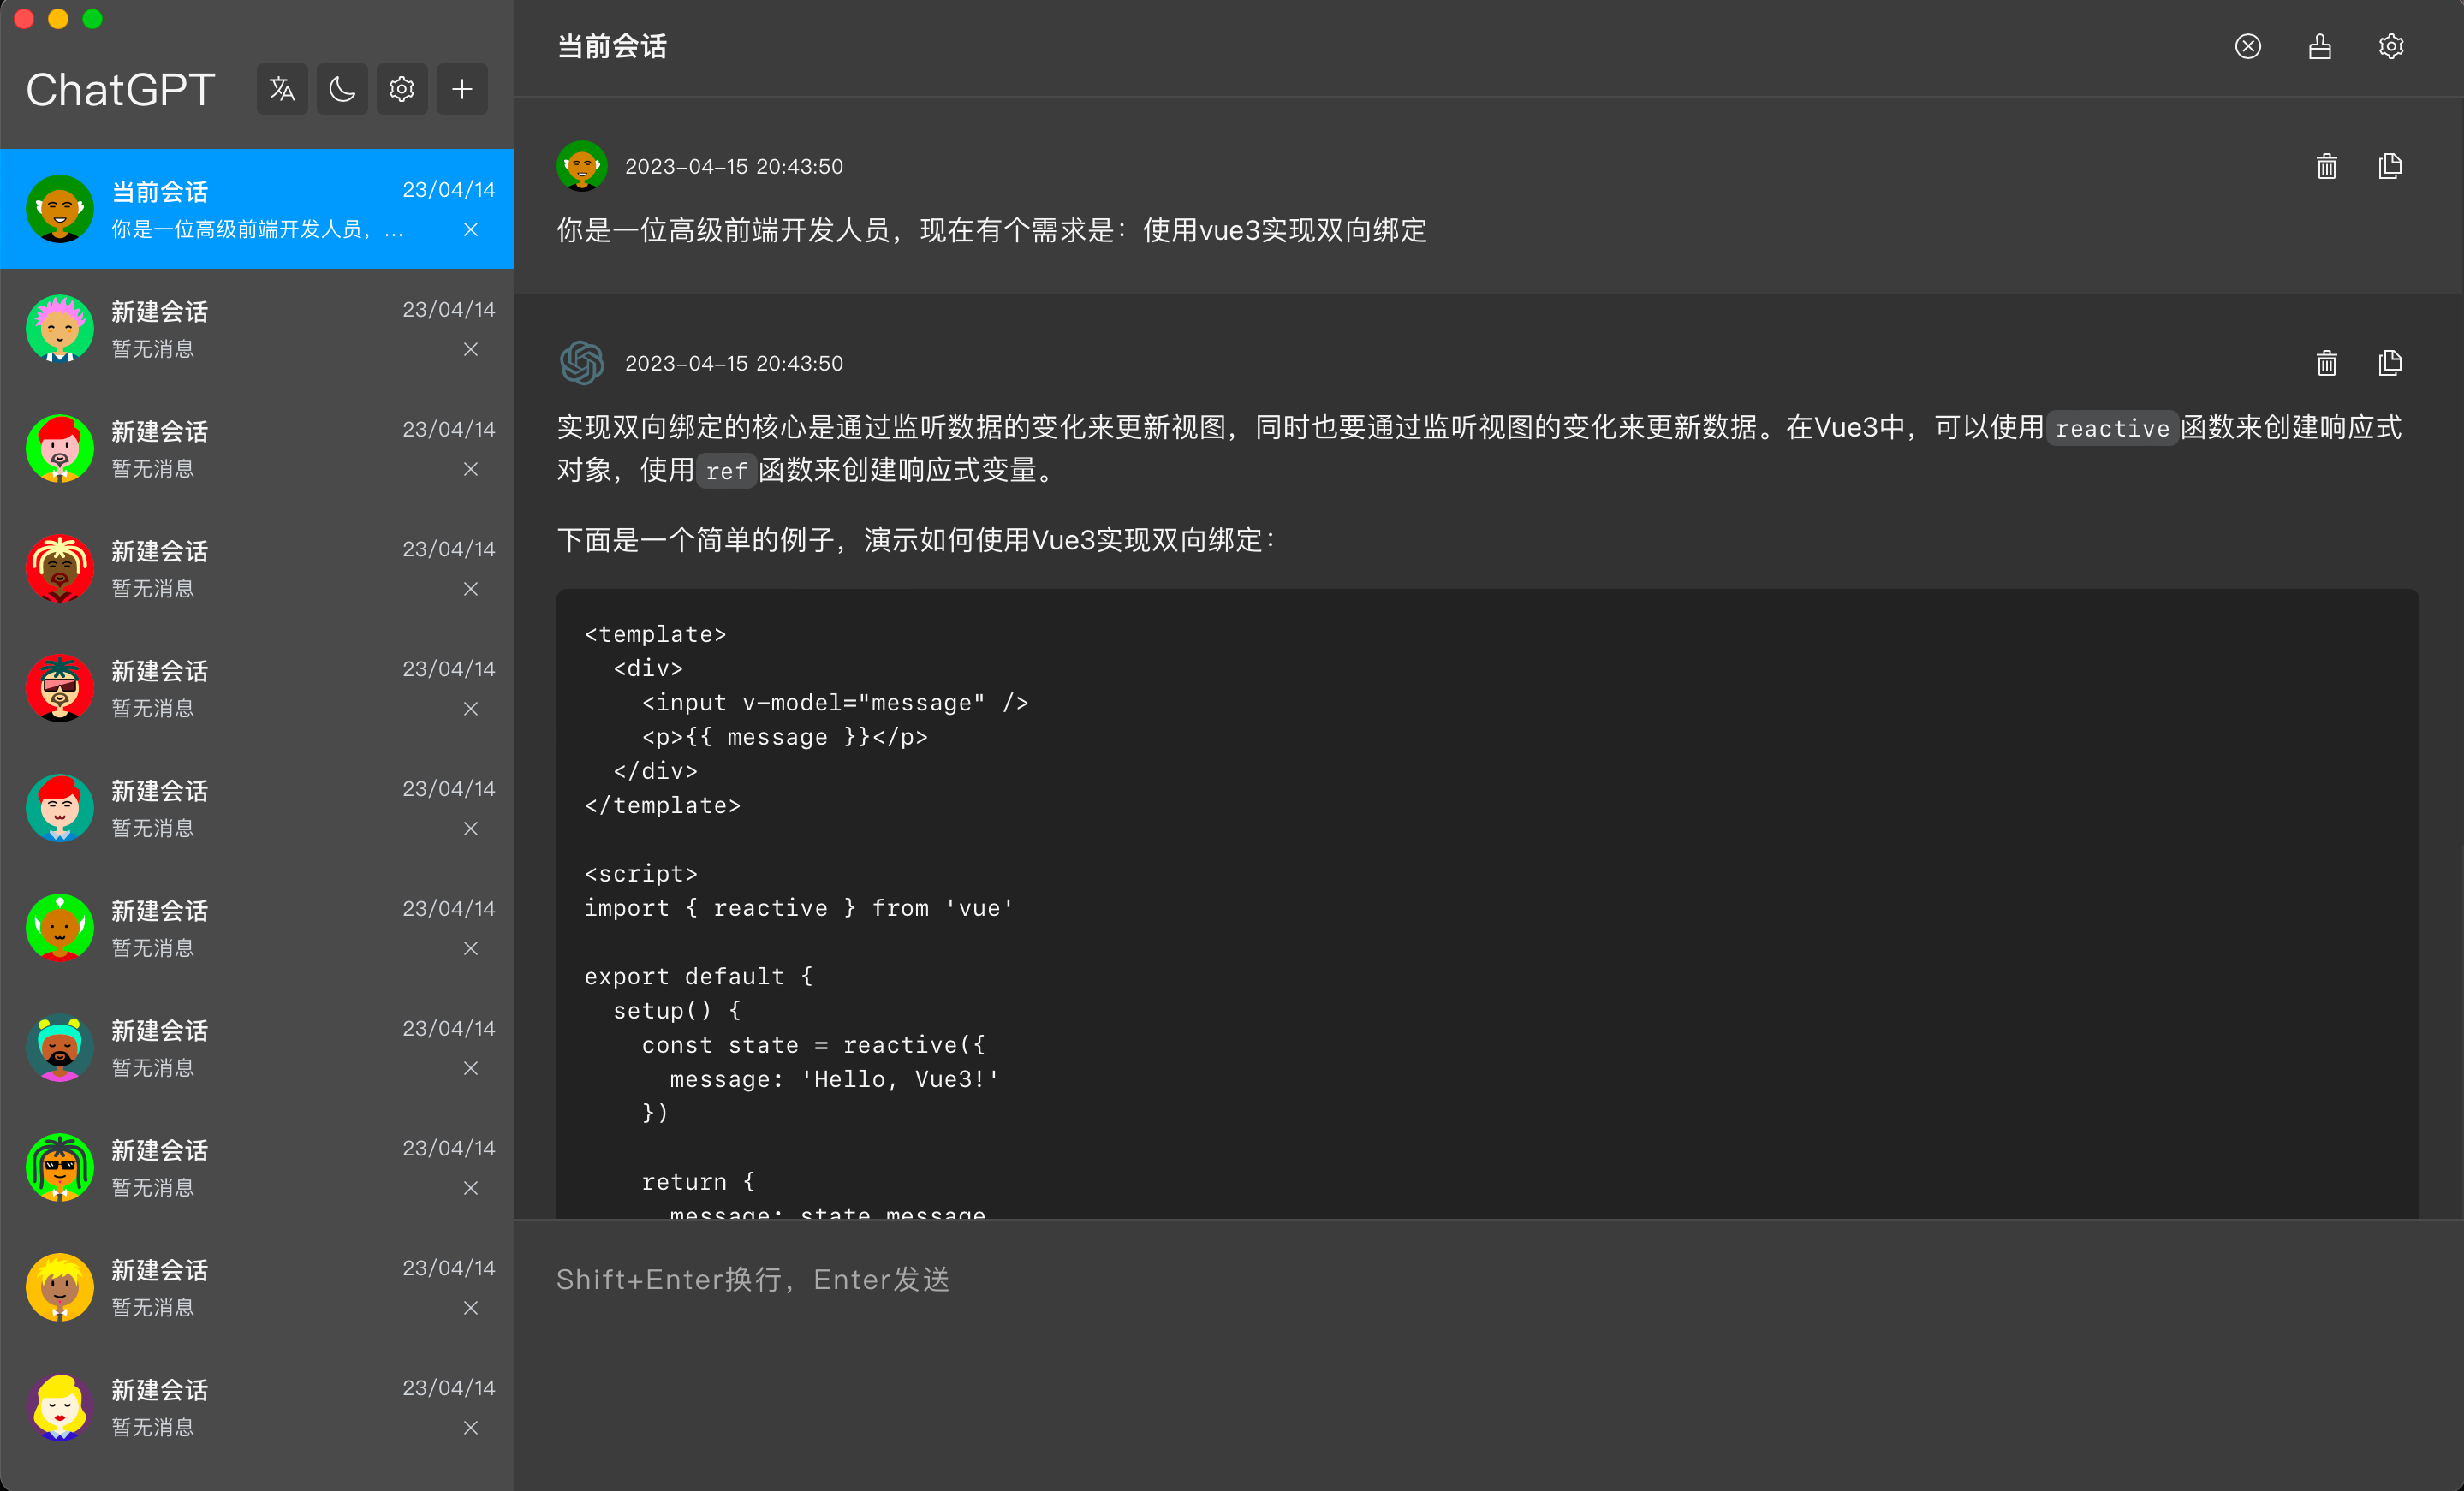 ChatGPT
当前会话
23/04/14
你是一位高级前端开发人员，...
新建会话
23/04/14
暂无消息
新建会话
23/04/14
暂无消息
新建会话
23/04/14
暂无消息
新建会话
23/04/14
暂无消息
新建会话
23/04/14
暂无消息
新建会话
23/04/14
暂无消息
新建会话
23/04/14
暂无消息
新建会话
23/04/14
暂无消息
新建会话
23/04/14
暂无消息
新建会话
23/04/14
暂无消息
当前会话
2023-04-15 20:43:50
你是一位高级前端开发人员，现在有个需求是：使用vue3实现双向绑定
2023-04-15 20:43:50
实现双向绑定的核心是通过监听数据的变化来更新视图，同时也要通过监听视图的变化来更新数据。在Vue3中，可以使用reactive函数来创建响应式
对象，使用ref函数来创建响应式变量。
下面是一个简单的例子，演示如何使用Vue3实现双向绑定：
<template>
  <div>
    <input v-model="message" />
    <p>{{ message }}</p>
  </div>
</template>
<script>
import { reactive } from 'vue'
export default {
  setup() {
    const state = reactive({
      message: 'Hello, Vue3!'
    })
    return {
      message: state message
Shift+Enter换行，Enter发送